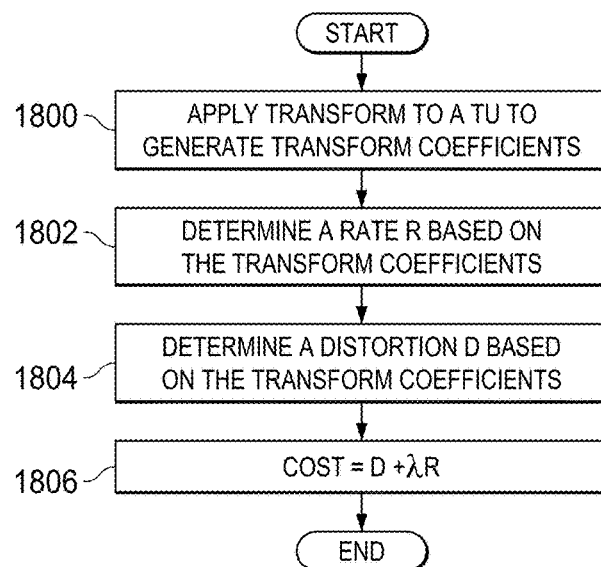 START
1800
APPLY TRANSFORM TO A TU TO
GENERATE TRANSFORM COEFFICIENTS
1802
DETERMINE A RATE R BASED ON
THE TRANSFORM COEFFICIENTS
1804
DETERMINE A DISTORTION D BASED
ON THE TRANSFORM COEFFICIENTS
1806
COST = D +λR
END